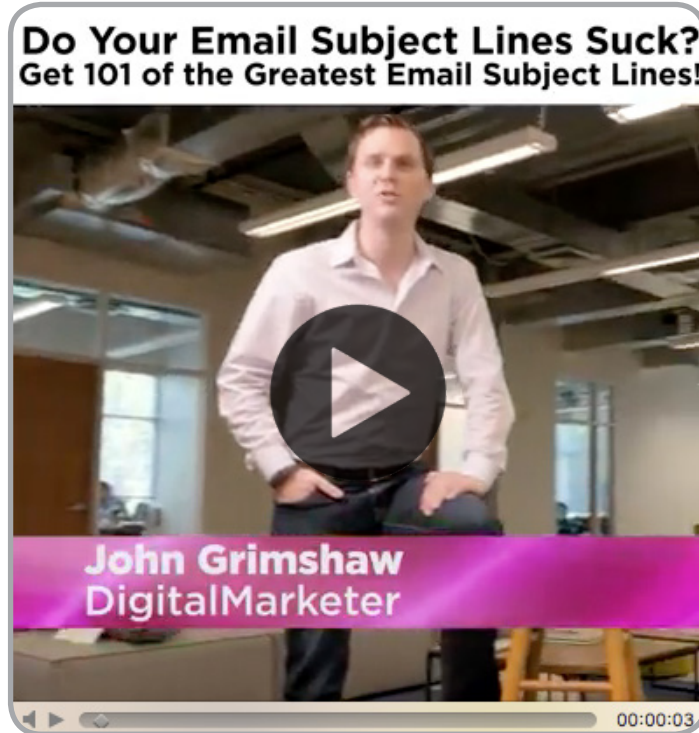 Do Your Email Subject Lines Suck?
Get 101 of the Greatest Email Subject Lines!
John Grimshaw
DigitalMarketer
00:00:03